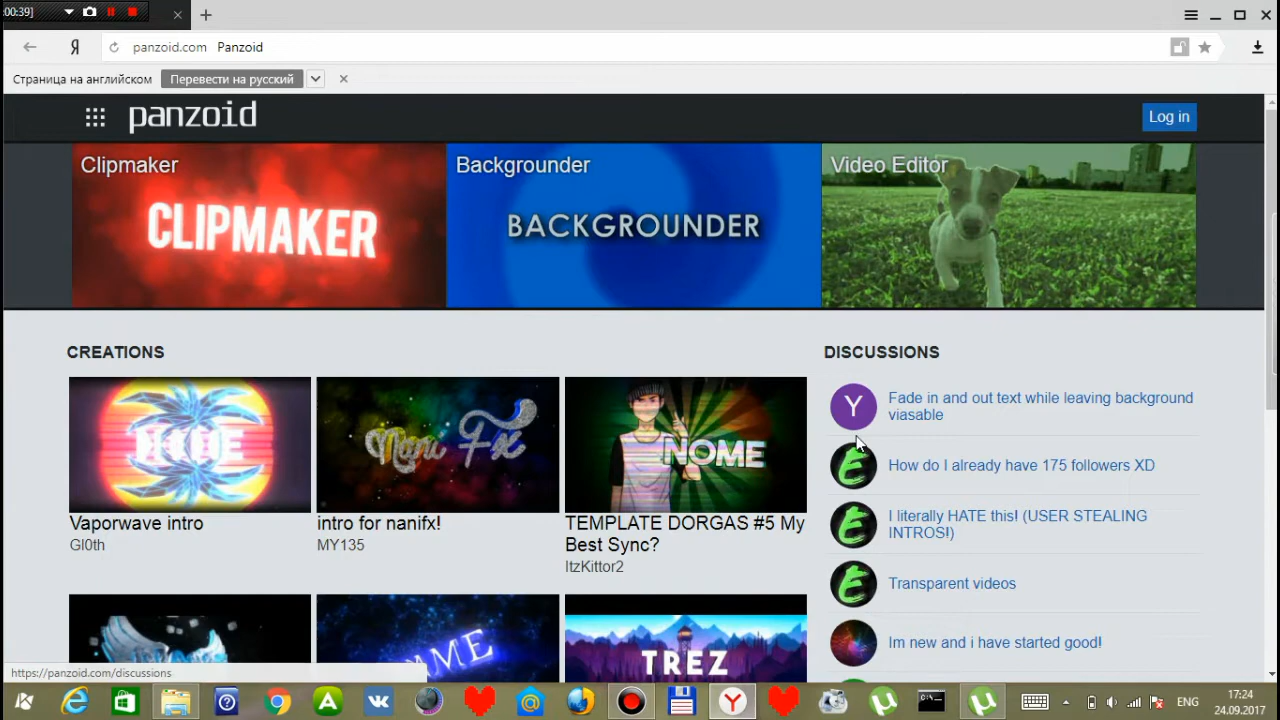 :00:39]
panzoid.com Panzoid
Страница на английском Перевести на русский
panzoid
Log in
Clipmaker
CLIPMAKER
Backgrounder
BACKGROUNDER
Video Editor
CREATIONS
NOME
Vaporwave intro
Gl0th
Nani Fx
intro for nanifx!
MY135
NOME
TEMPLATE DORGAS #5 My
Best Sync?
ItzKittor2
TREZ
DISCUSSIONS
Y
Fade in and out text while leaving background
viasable
E
How do I already have 175 followers XD
E
I literally HATE this! (USER STEALING
INTROS!)
E
Transparent videos
Im new and i have started good!
https://panzoid.com/discussions
ENG
17:24
24.09.2017